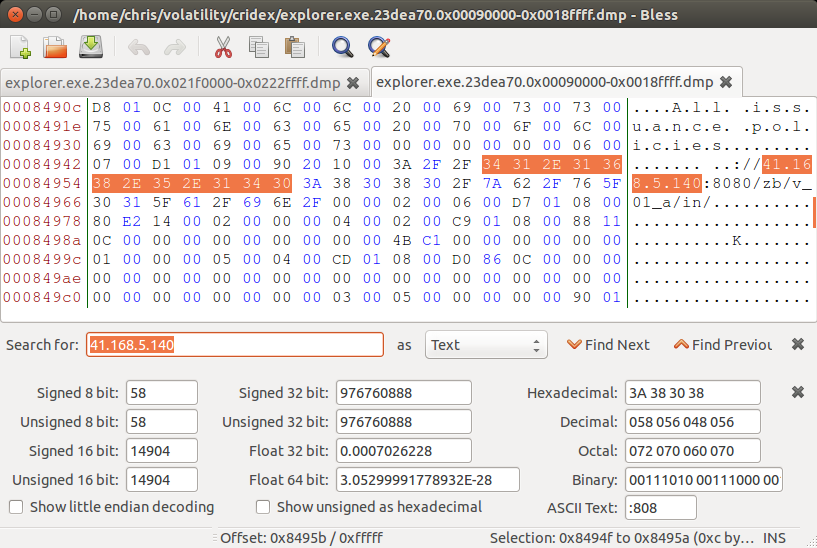 /home/chris/volatility/cridex/explorer.exe.23dea70.0x00090000-0x0018ffff.dmp - Bless
explorer.exe.23dea70.0x021f0000-0x0222ffff.dmp explorer.exe.23dea70.0x00090000-0x0018ffff.dmp
0008490c D8 01 0C 00 41 00 6C 00 6C 00 20 00 69 00 73 00 73 00 ....A.l.l. .i.s.s.
0008491e 75 00 61 00 6E 00 63 00 65 00 20 00 70 00 6F 00 6C 00 u.a.n.c.e. .p.o.l.
00084930 69 00 63 00 69 00 65 00 73 00 00 00 00 00 00 00 06 00 i.c.i.e.s.........
00084942 07 00 D1 01 09 00 90 20 10 00 3A 2F 2F 34 31 2E 31 36 ....... ..://41.16
00084954 38 2E 35 2E 31 34 30 3A 38 30 38 30 2F 7A 62 2F 76 5F 8.5.140:8080/zb/v_
00084966 30 31 5F 61 2F 69 6E 2F 00 00 02 00 06 00 D7 01 08 00 01_a/in/..........
00084978 80 E2 14 00 02 00 00 00 04 00 02 00 C9 01 08 00 88 11 ..................
0008498a 0C 00 00 00 00 00 00 00 00 00 4B C1 00 00 00 00 00 00 ..........K.......
0008499c 01 00 00 00 05 00 04 00 CD 01 08 00 D0 86 0C 00 00 00 ..................
000849ae 00 00 00 00 00 00 00 00 00 00 00 00 00 00 00 00 00 00 ..................
000849c0 00 00 00 00 00 00 00 00 00 03 00 05 00 00 00 00 90 01 ..................
Search for: 41.168.5.140 as Text Find Next Find Previou
Signed 8 bit: 58 Signed 32 bit: 976760888 Hexadecimal: 3A 38 30 38
Unsigned 8 bit: 58 Unsigned 32 bit: 976760888 Decimal: 058 056 048 056
Signed 16 bit: 14904 Float 32 bit: 0.0007026228 Octal: 072 070 060 070
Unsigned 16 bit: 14904 Float 64 bit: 3.05299991778932E-28 Binary: 00111010 00111000 00
Show little endian decoding Show unsigned as hexadecimal ASCII Text: :808
Offset: 0x8495b / 0xfffff Selection: 0x8494f to 0x8495a (0xc by... INS